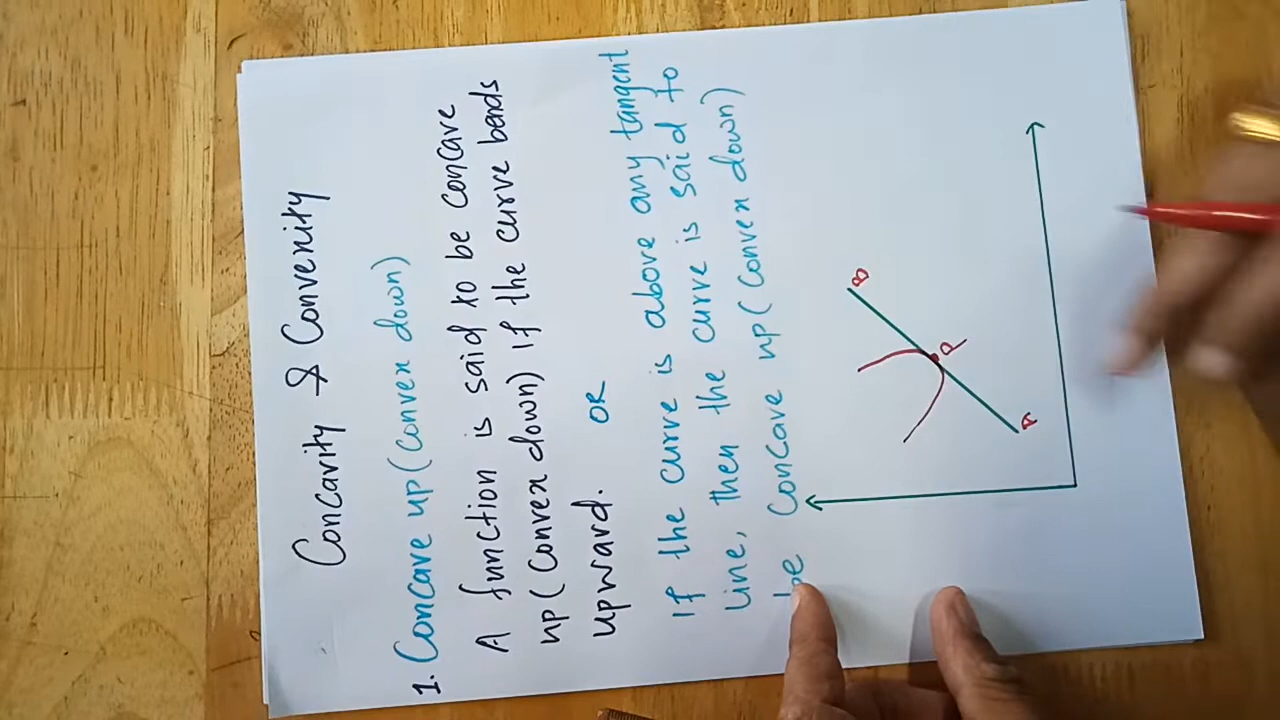 Concavity & Convexity
1. Concave up (Convex down)
A function is said to be concave
up (Convex down) if the curve bends
upward. OR
If the curve is above any tangent
line, then the curve is said to
be Concave up (Convex down)
B
P
A